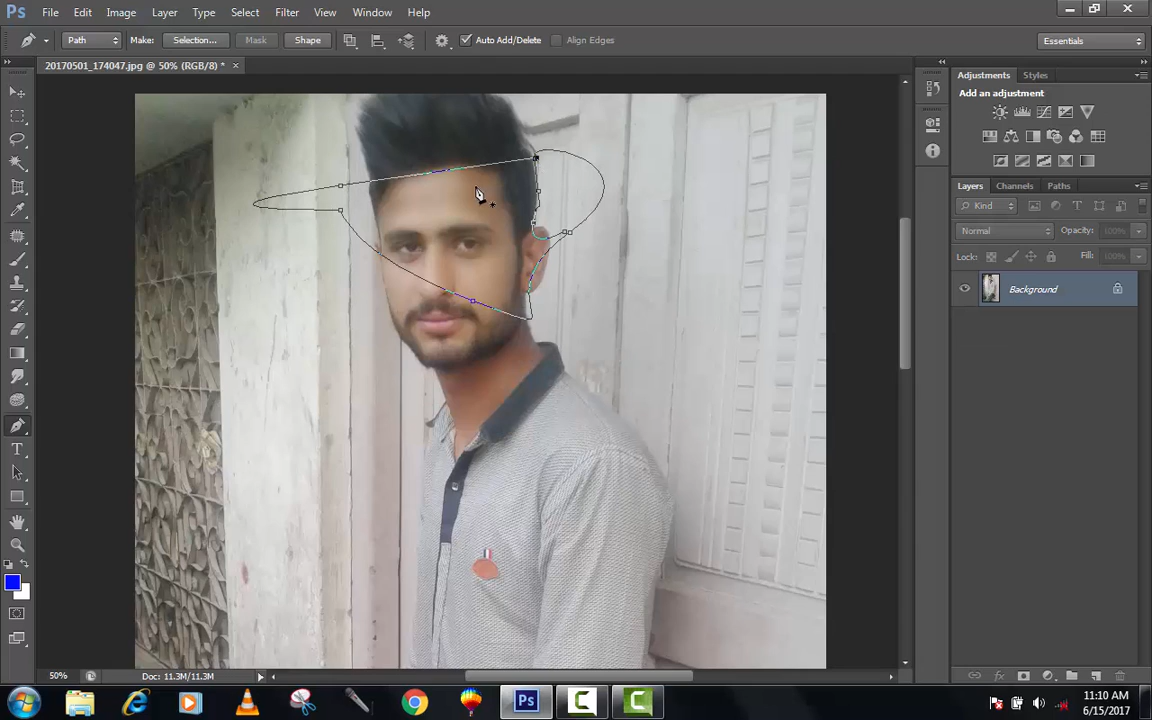 Ps File Edit Image Layer Type Select Filter View Window Help
Path Make: Selection... Mask Shape Auto Add/Delete Align Edges Essentials
20170501_174047.jpg @ 50% (RGB/8) * ×
Adjustments Styles
Add an adjustment
Layers Channels Paths
Kind
Normal Opacity:
Lock: Fill: 100%
Background
T
50% Doc: 11.3M/11.3M
Ps
11:10 AM
6/15/2017